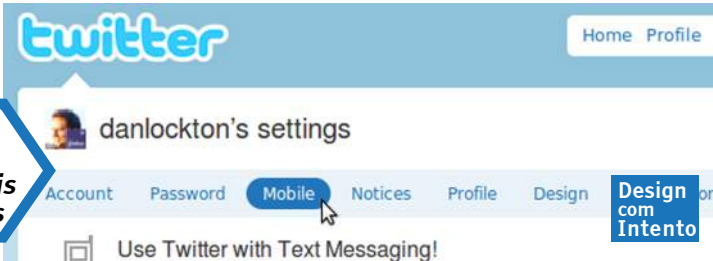 twitter
Home Profile
danlockton's settings
is
s
Account Password Mobile Notices Profile Design
Design
com
Intento
Use Twitter with Text Messaging!